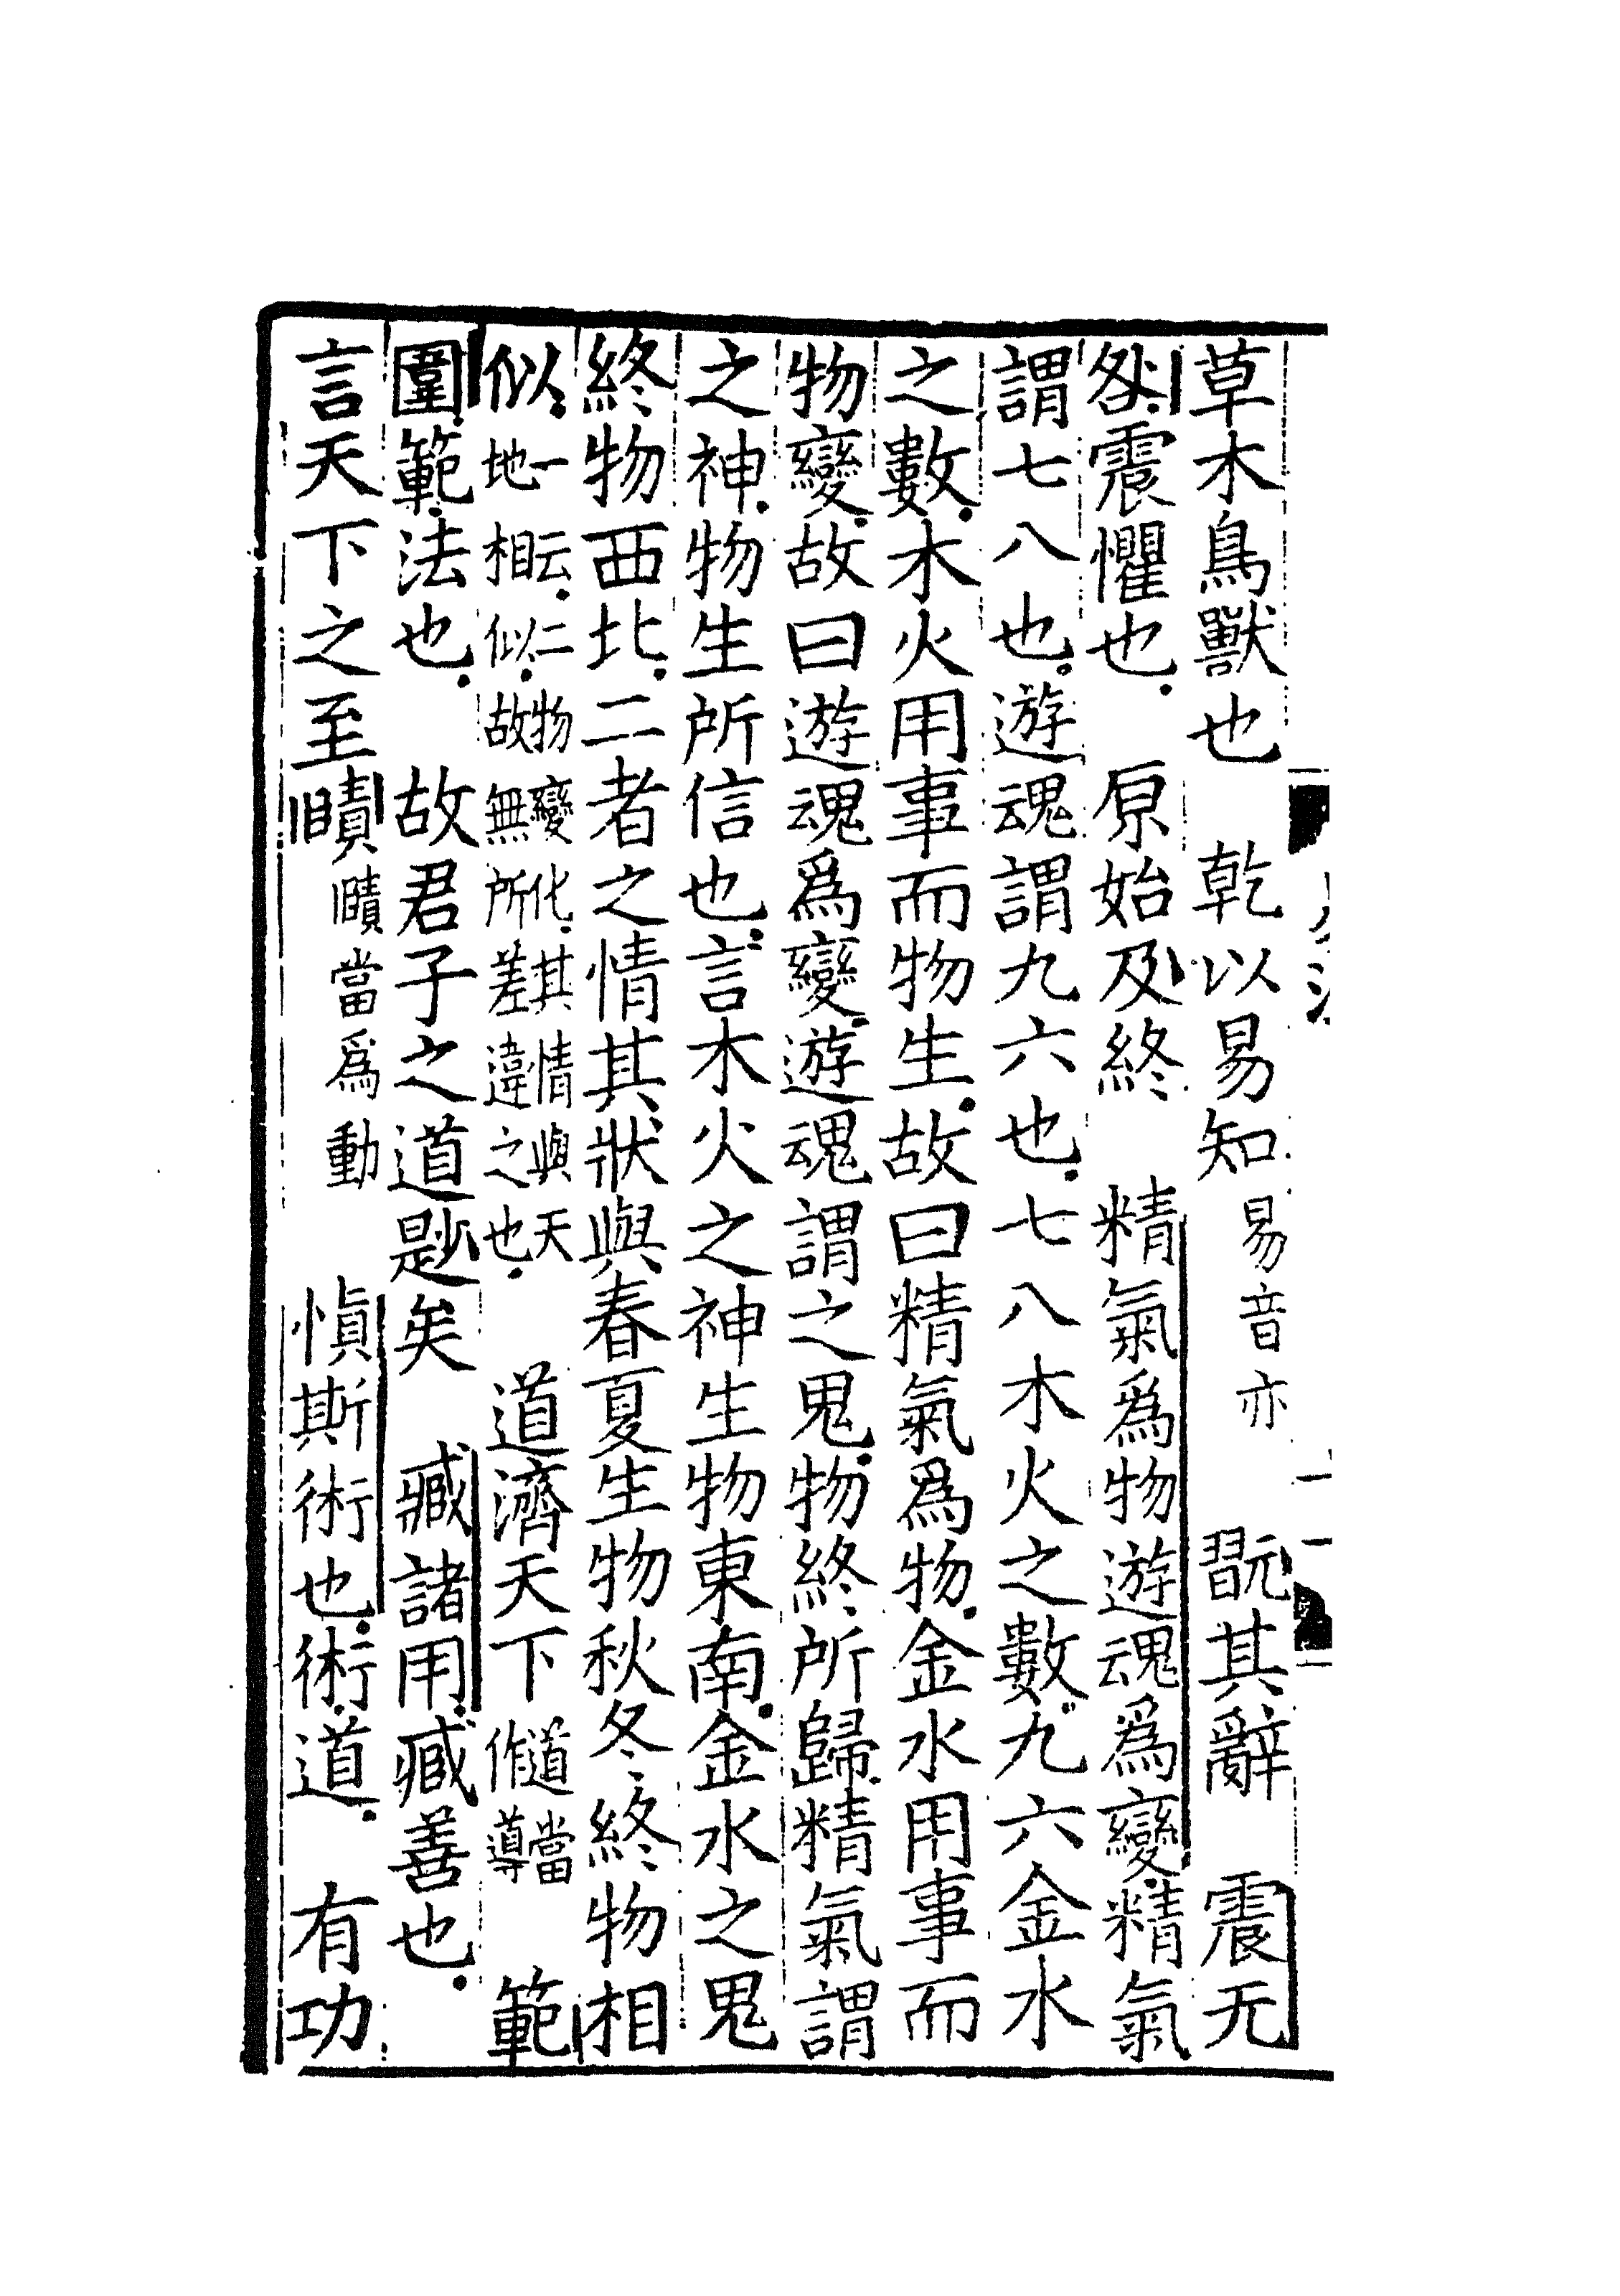 草木鳥獸也　乾以易知易音亦　翫其辭　震无
咎震懼也　原始及終　精氣爲物遊魂爲變精氣
謂七八也遊魂謂九六也七八木火之數九六金水
之數木火用事而物生故曰精氣爲物金水用事而
物變故曰遊魂爲變遊魂謂之鬼物終所歸精氣謂
之神物生所信也言木火之神生物東南金水之鬼
終物西北二者之情其狀與春夏生物秋冬終物相
似一云二物變化其情與天地相似故無所差違之也　道濟天下道當作導　範
圍範法也　故君子之道尟矣　臧諸用臧善也
言天下之至賾賾當爲動　慎斯術也術道　有功